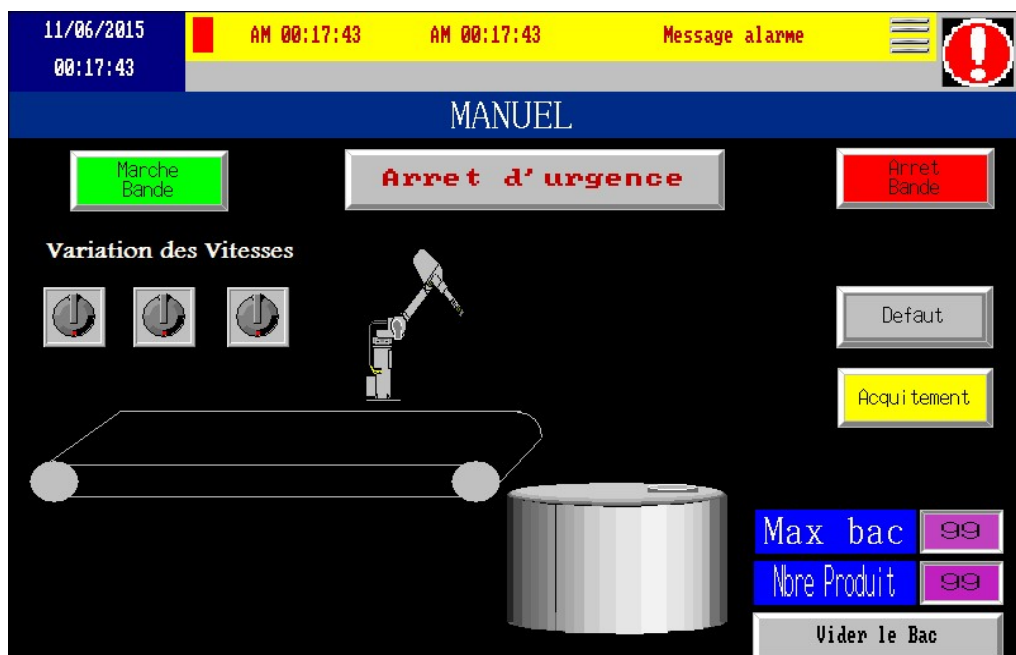 11/06/2015
00:17:43
AM 00:17:43 AM 00:17:43 Message alarme
MANUEL
Marche
Bande
Arret d'urgence
Arret
Bande
Variation des Vitesses
Defaut
Acquitement
Max bac 99
Nbre Produit 99
Vider le Bac